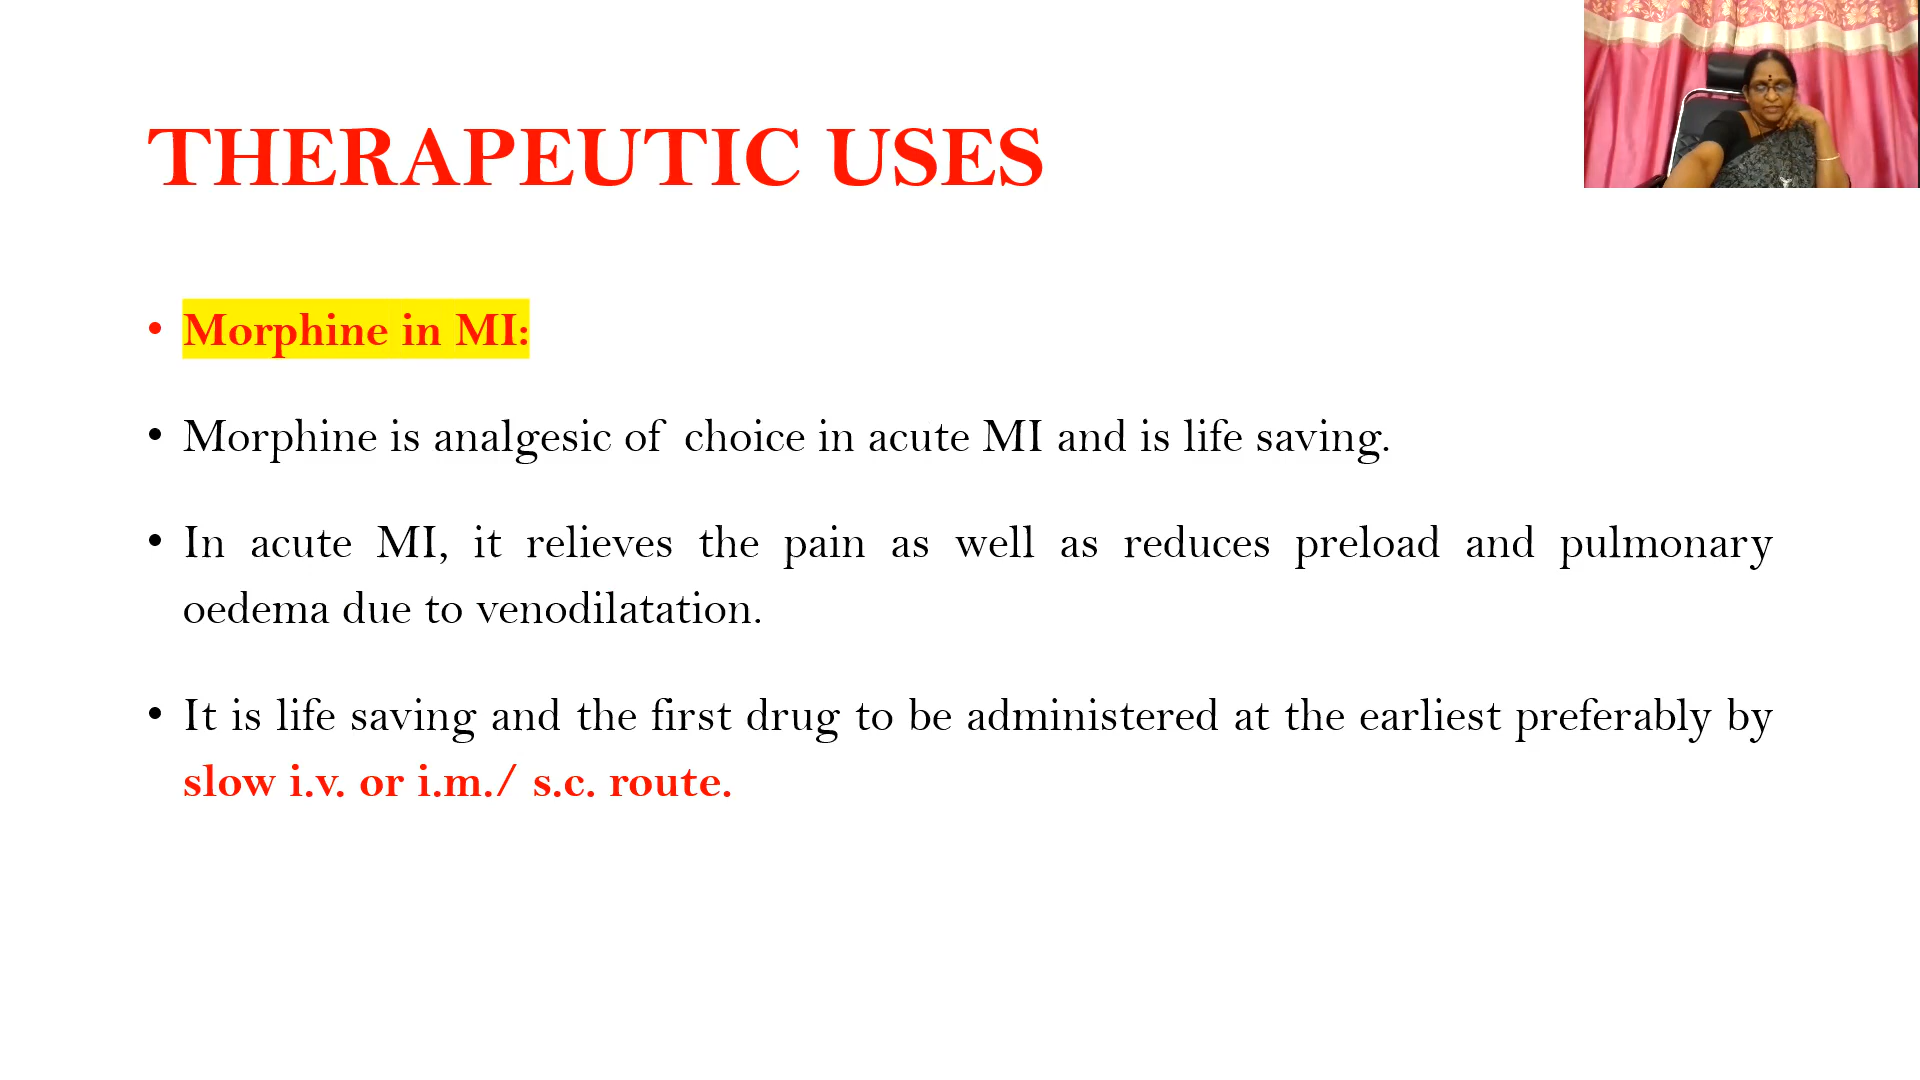 THERAPEUTIC USES
• Morphine in MI:
• Morphine is analgesic of choice in acute MI and is life saving.
• In acute MI, it relieves the pain as well as reduces preload and pulmonary
oedema due to venodilatation.
• It is life saving and the first drug to be administered at the earliest preferably by
slow i.v. or i.m./ s.c. route.